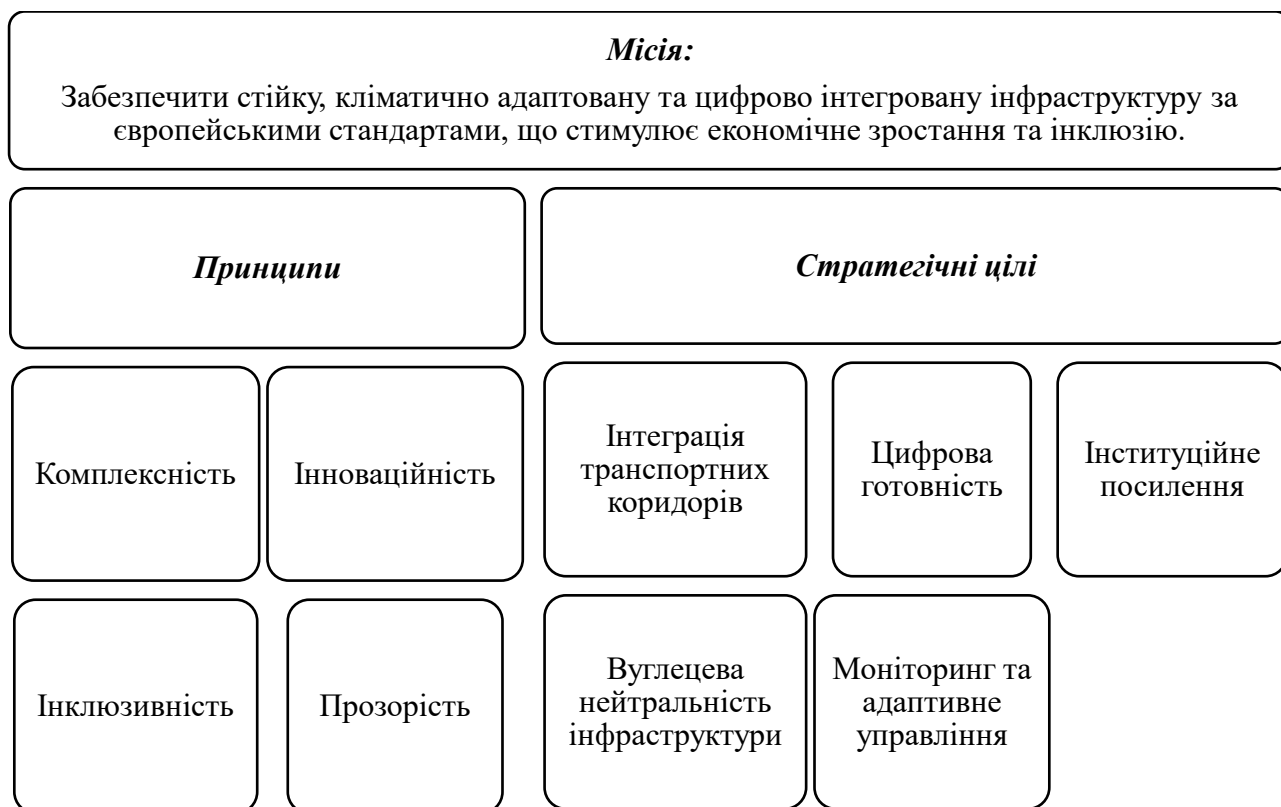 Місія:
Забезпечити стійку, кліматично адаптовану та цифрово інтегровану інфраструктуру за
європейськими стандартами, що стимулює економічне зростання та інклюзію.
Принципи
Стратегічні цілі
Комплексність
Інноваційність
Інтеграція
транспортних
коридорів
Цифрова
готовність
Інституційне
посилення
Інклюзивність
Прозорість
Вуглецева
нейтральність
інфраструктури
Моніторинг та
адаптивне
управління